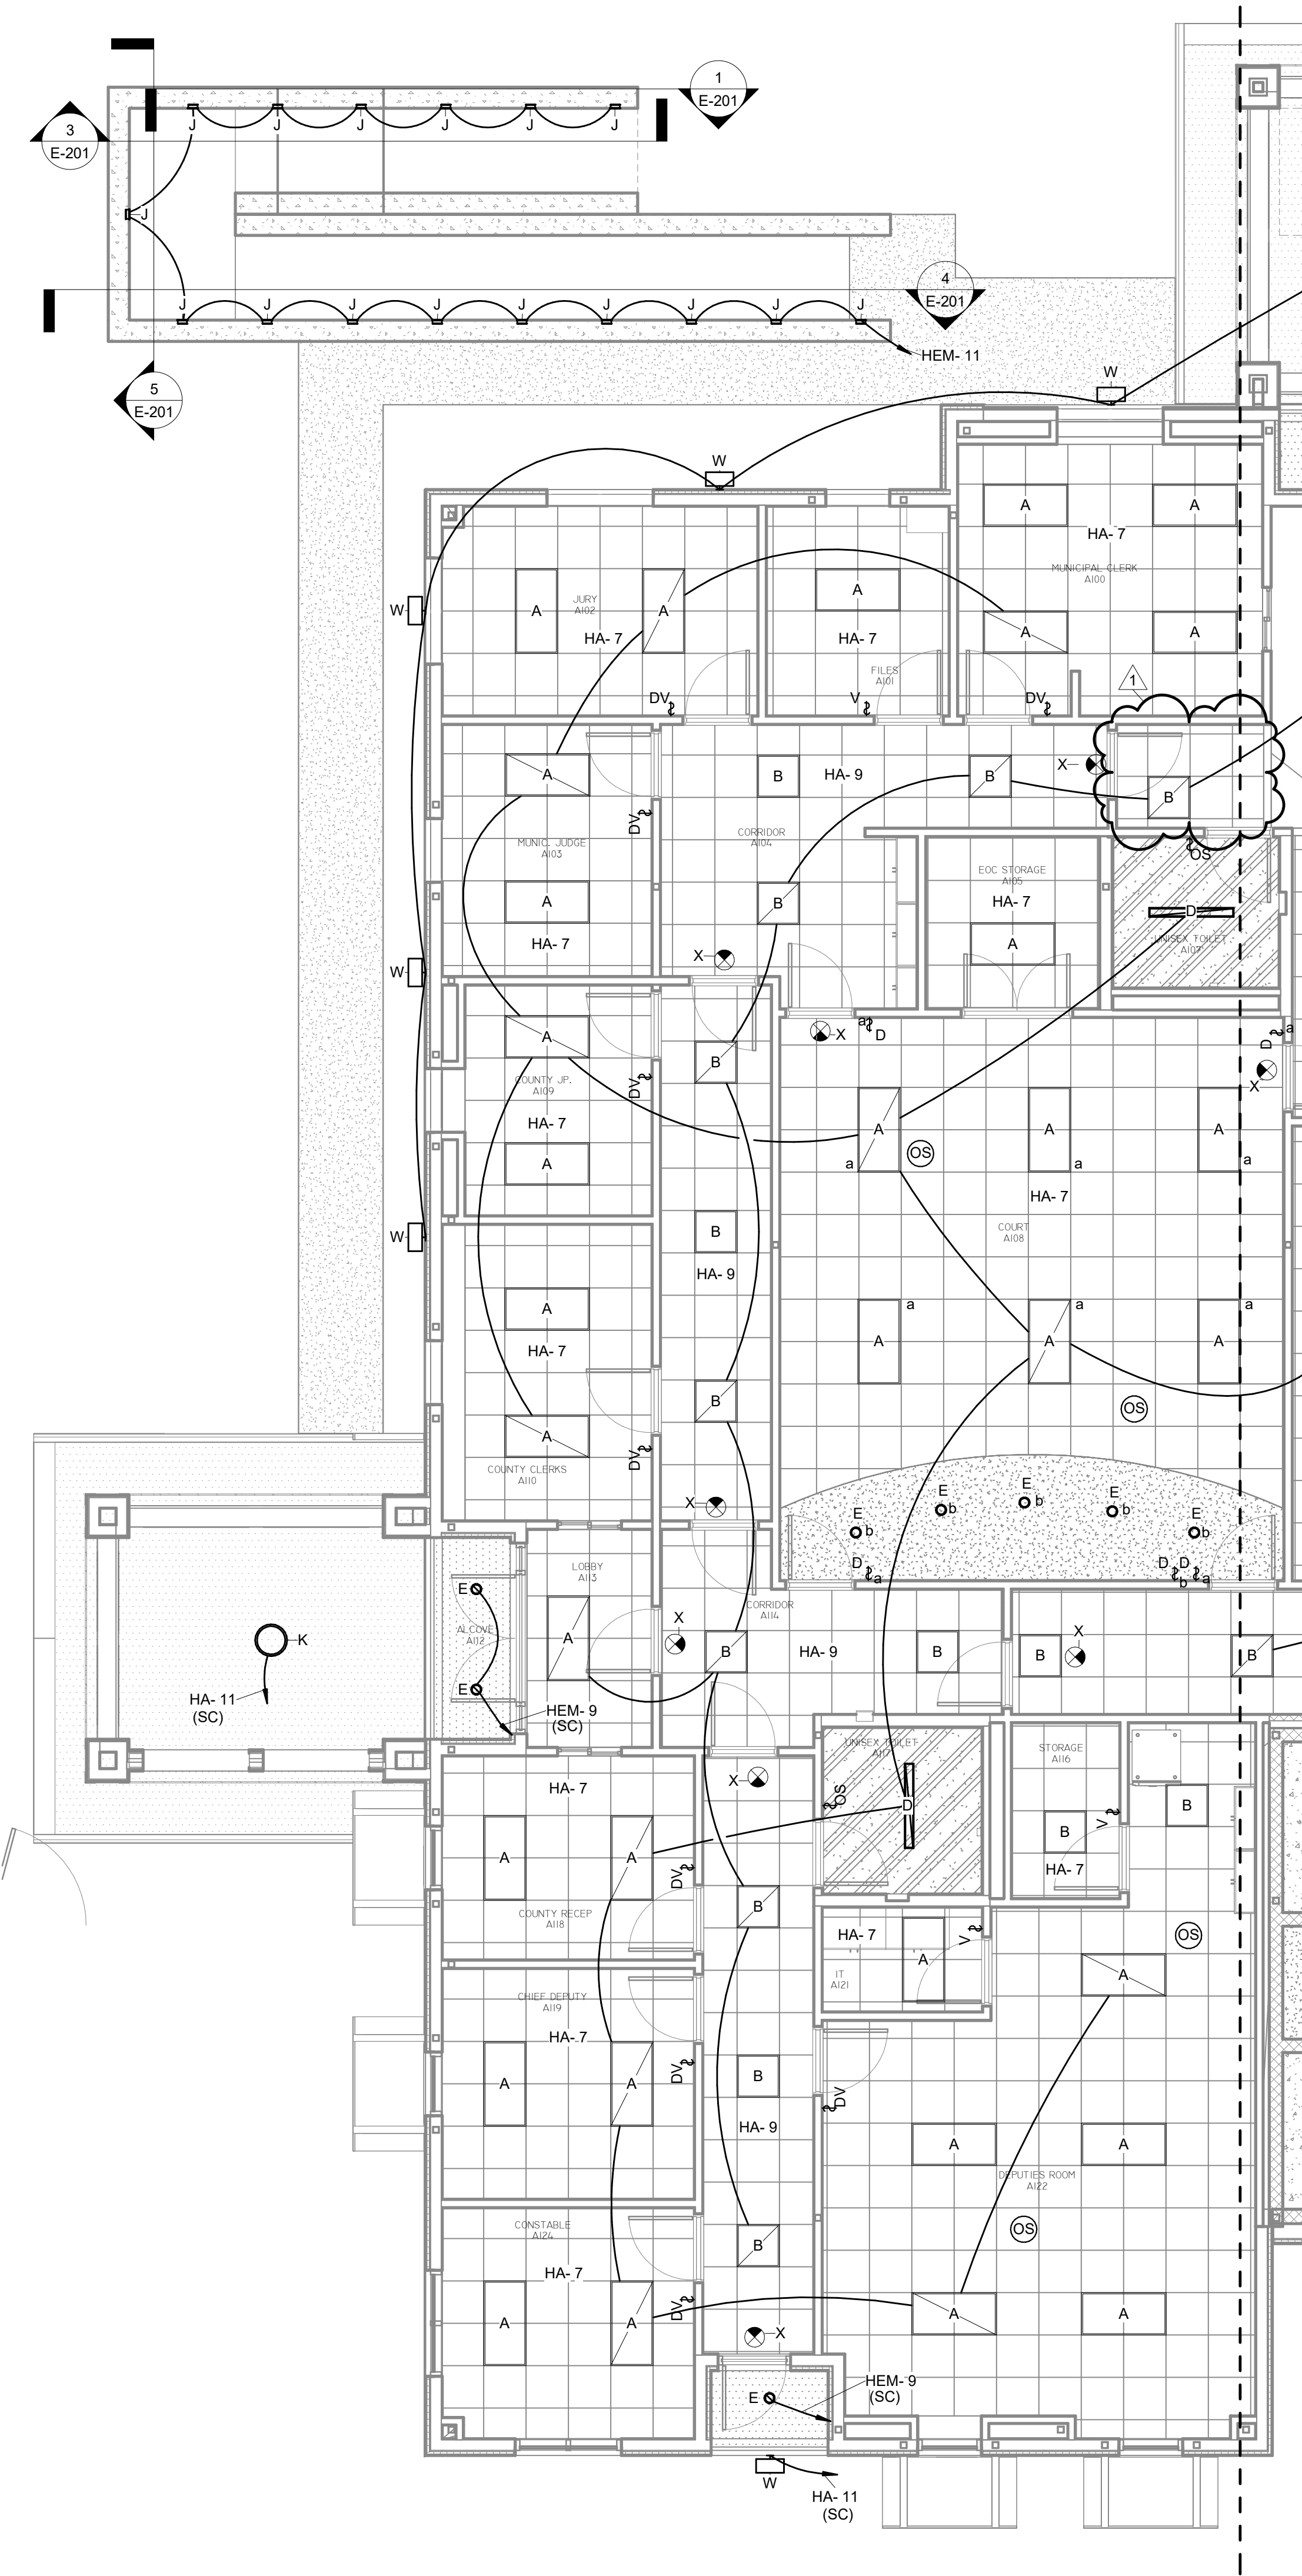 1
E-201
3
E-201
J J J J J J
J
4
E-201
J J J J J J J J J
HEM- 11
5
E-201
W
W
A A
HA- 7
MUNICIPAL CLERK
A100
A A
W
JURY
A102
A A
HA- 7
A
HA- 7
FILES
A101
DV
V
DV
1
A
MUNIC. JUDGE
A103
DV
A
HA- 7
B
HA- 9
B
X
B
CORRIDOR
A104
B
X
EOC STORAGE
A105
HA- 7
A
OS
D
UNISEX TOILET
A107
W
A
COUNTY JP.
A109
DV
HA- 7
A
B
X
a
D
D
a
X
A
a
OS
A
a
A
a
HA- 7
COURT
A108
W
B
HA- 9
A
HA- 7
A
COUNTY CLERKS
A110
DV
B
X
A
a
A
a
A
a
OS
E
b
E
b
E
b
E
b
E
b
D
a
D
b
D
a
K
HA- 11
(SC)
E
ALCOVE
A112
E
HEM- 9
(SC)
LOBBY
A113
A
X
CORRIDOR
A114
B
HA- 9
B
B
X
B
HA- 7
A A
DV
COUNTY RECEP
A118
X
B
UNISEX TOILET
A117
OS
D
STORAGE
A116
B
V
HA- 7
B
HA- 7
A
V
IT
A121
OS
A
CHIEF DEPUTY
A119
HA- 7
A A
DV
B
HA- 9
DV
A A
DEPUTIES ROOM
A122
OS
CONSTABLE
A124
HA- 7
A A
DV
B
X
A A
E
HEM- 9
(SC)
W
HA- 11
(SC)